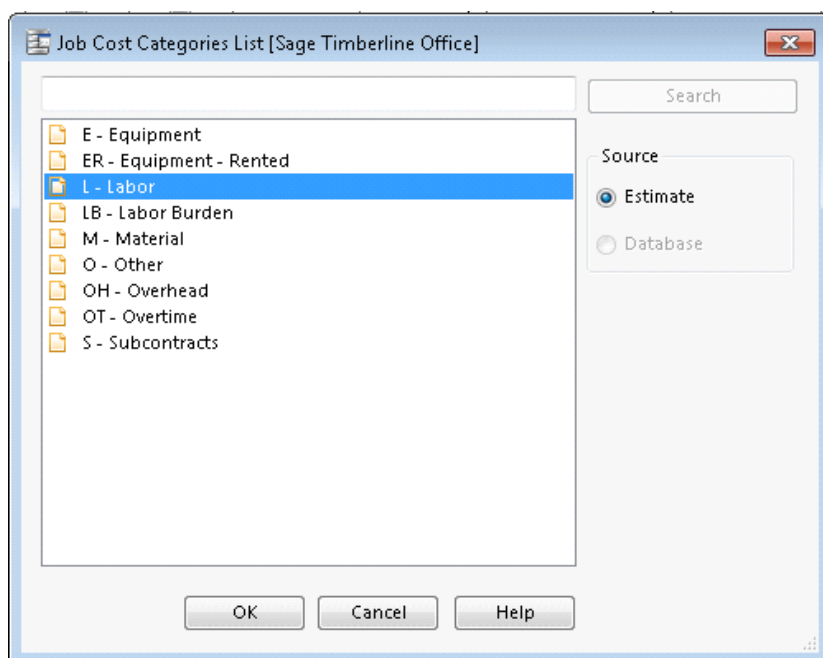 Job Cost Categories List [Sage Timberline Office]
Search
E - Equipment
ER - Equipment - Rented
L - Labor
LB - Labor Burden
M - Material
O - Other
OH - Overhead
OT - Overtime
S - Subcontracts
Source
Estimate
Database
OK
Cancel
Help